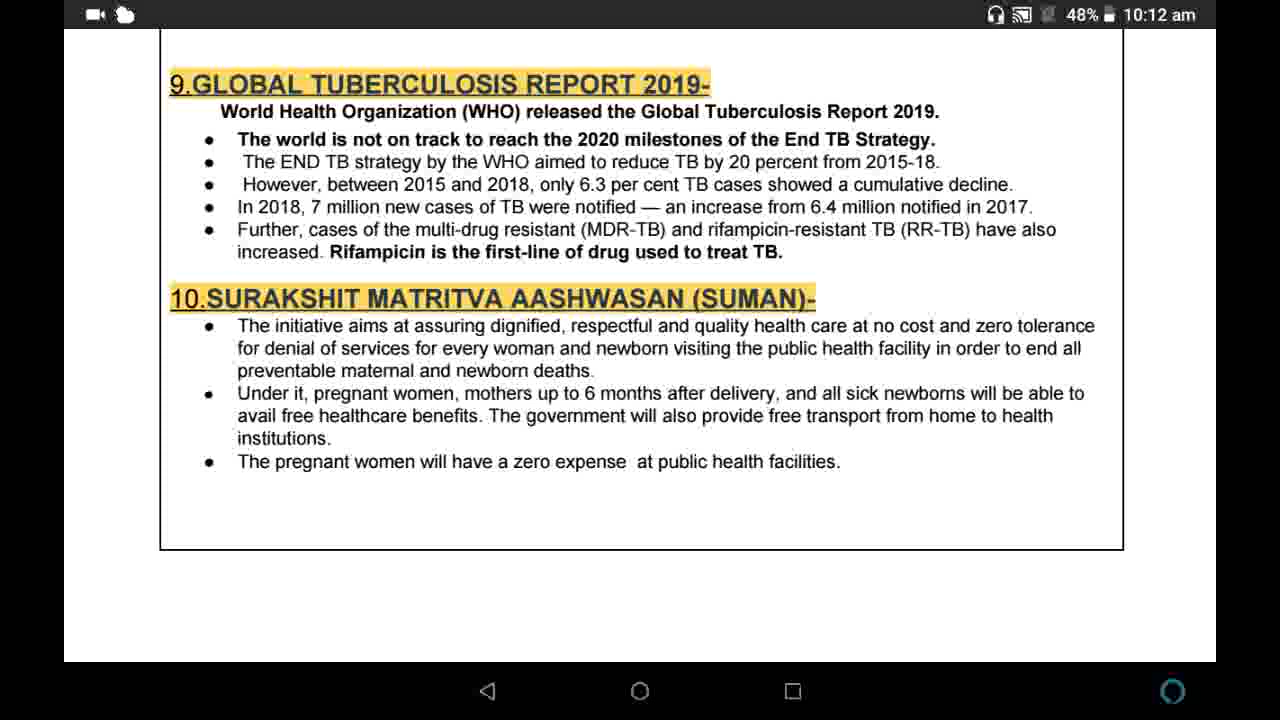 48% 10:12 am
9.GLOBAL TUBERCULOSIS REPORT 2019-
World Health Organization (WHO) released the Global Tuberculosis Report 2019.
● The world is not on track to reach the 2020 milestones of the End TB Strategy.
● The END TB strategy by the WHO aimed to reduce TB by 20 percent from 2015-18.
● However, between 2015 and 2018, only 6.3 per cent TB cases showed a cumulative decline.
● In 2018, 7 million new cases of TB were notified — an increase from 6.4 million notified in 2017.
● Further, cases of the multi-drug resistant (MDR-TB) and rifampicin-resistant TB (RR-TB) have also
increased. Rifampicin is the first-line of drug used to treat TB.
10.SURAKSHIT MATRITVA AASHWASAN (SUMAN)-
● The initiative aims at assuring dignified, respectful and quality health care at no cost and zero tolerance
for denial of services for every woman and newborn visiting the public health facility in order to end all
preventable maternal and newborn deaths.
● Under it, pregnant women, mothers up to 6 months after delivery, and all sick newborns will be able to
avail free healthcare benefits. The government will also provide free transport from home to health
institutions.
● The pregnant women will have a zero expense at public health facilities.